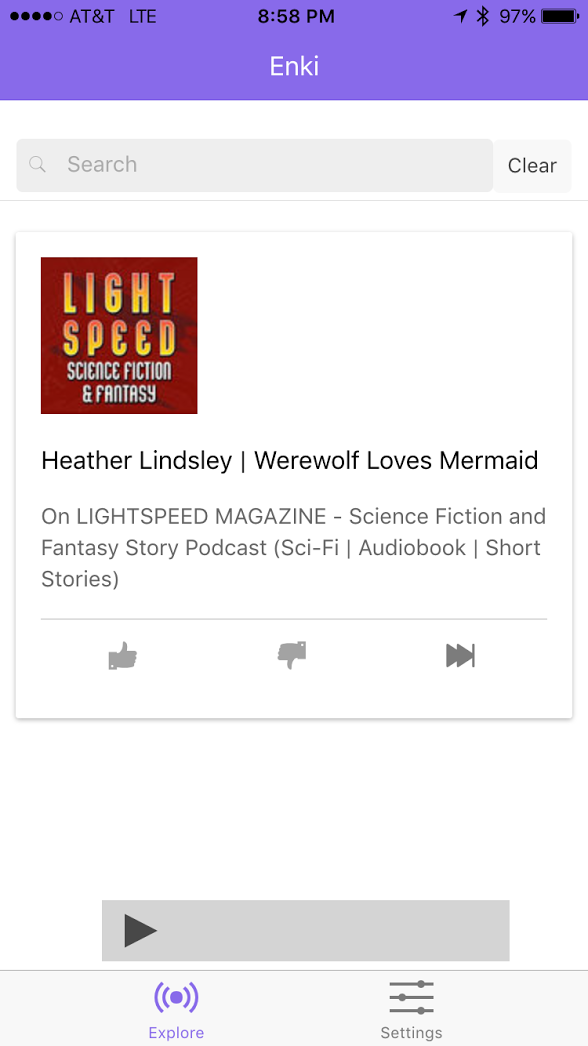 AT&T LTE 8:58 PM 97%
Enki
Search Clear
LIGHT
SPEED
SCIENCE FICTION
& FANTASY
Heather Lindsley | Werewolf Loves Mermaid
On LIGHTSPEED MAGAZINE - Science Fiction and
Fantasy Story Podcast (Sci-Fi | Audiobook | Short
Stories)
Explore Settings